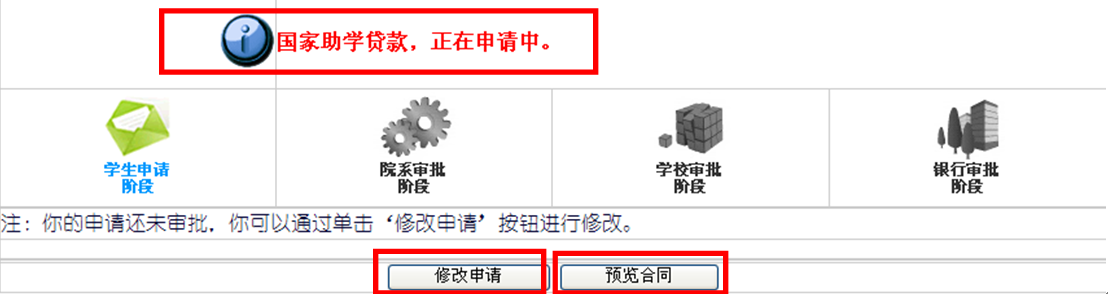 国家助学贷款，正在申请中。
学生申请
阶段
院系审批
阶段
学校审批
阶段
银行审批
阶段
注：你的申请还未审批，你可以通过单击‘修改申请’按钮进行修改。
修改申请
预览合同